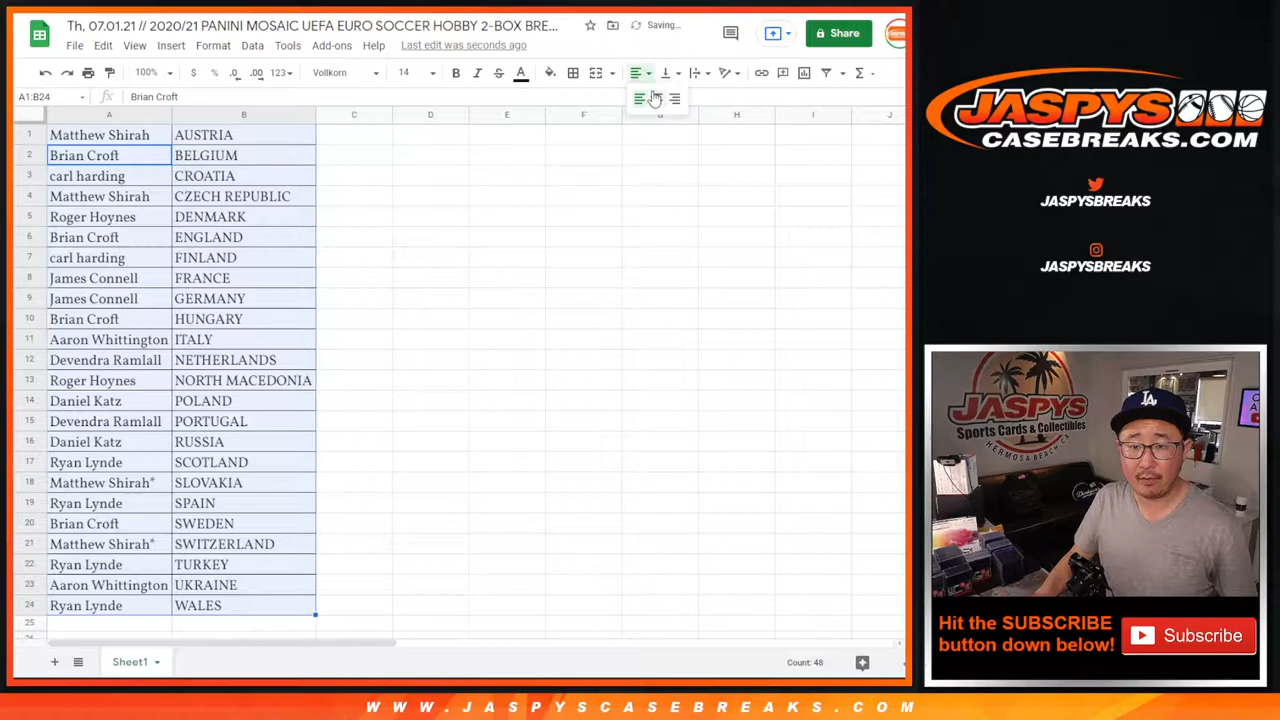 Th, 07.01.21 // 2020/21 PANINI MOSAIC UEFA EURO SOCCER HOBBY 2-BOX BRE...
Saving...
File Edit View Insert Format Data Tools Add-ons Help Last edit was seconds ago
Share
100% $ % .0 .00 123 Vollkorn 14 B I S A
A1:B24 fx Brian Croft
A B C D E F G H I J
1 Matthew Shirah AUSTRIA
2 Brian Croft BELGIUM
3 carl harding CROATIA
4 Matthew Shirah CZECH REPUBLIC
5 Roger Hoynes DENMARK
6 Brian Croft ENGLAND
7 carl harding FINLAND
8 James Connell FRANCE
9 James Connell GERMANY
10 Brian Croft HUNGARY
11 Aaron Whittington ITALY
12 Devendra Ramlall NETHERLANDS
13 Roger Hoynes NORTH MACEDONIA
14 Daniel Katz POLAND
15 Devendra Ramlall PORTUGAL
16 Daniel Katz RUSSIA
17 Ryan Lynde SCOTLAND
18 Matthew Shirah* SLOVAKIA
19 Ryan Lynde SPAIN
20 Brian Croft SWEDEN
21 Matthew Shirah* SWITZERLAND
22 Ryan Lynde TURKEY
23 Aaron Whittington UKRAINE
24 Ryan Lynde WALES
25
Sheet1
Count: 48
JASPYS
CASEBREAKS.COM
JASPYSBREAKS
JASPYSBREAKS
JASPYS
Sports Cards & Collectibles
HERMOSA BEACH, CA
LA
Hit the SUBSCRIBE
button down below!
Subscribe
WWW.JASPYSCASEBREAKS.COM